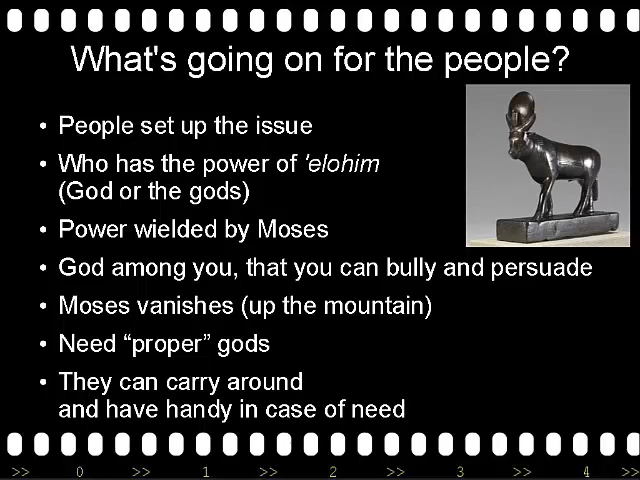 What's going on for the people?
• People set up the issue
• Who has the power of 'elohim
(God or the gods)
• Power wielded by Moses
• God among you, that you can bully and persuade
• Moses vanishes (up the mountain)
• Need “proper” gods
• They can carry around
and have handy in case of need
>> 0 >> 1 >> 2 >> 3 >> 4 >>